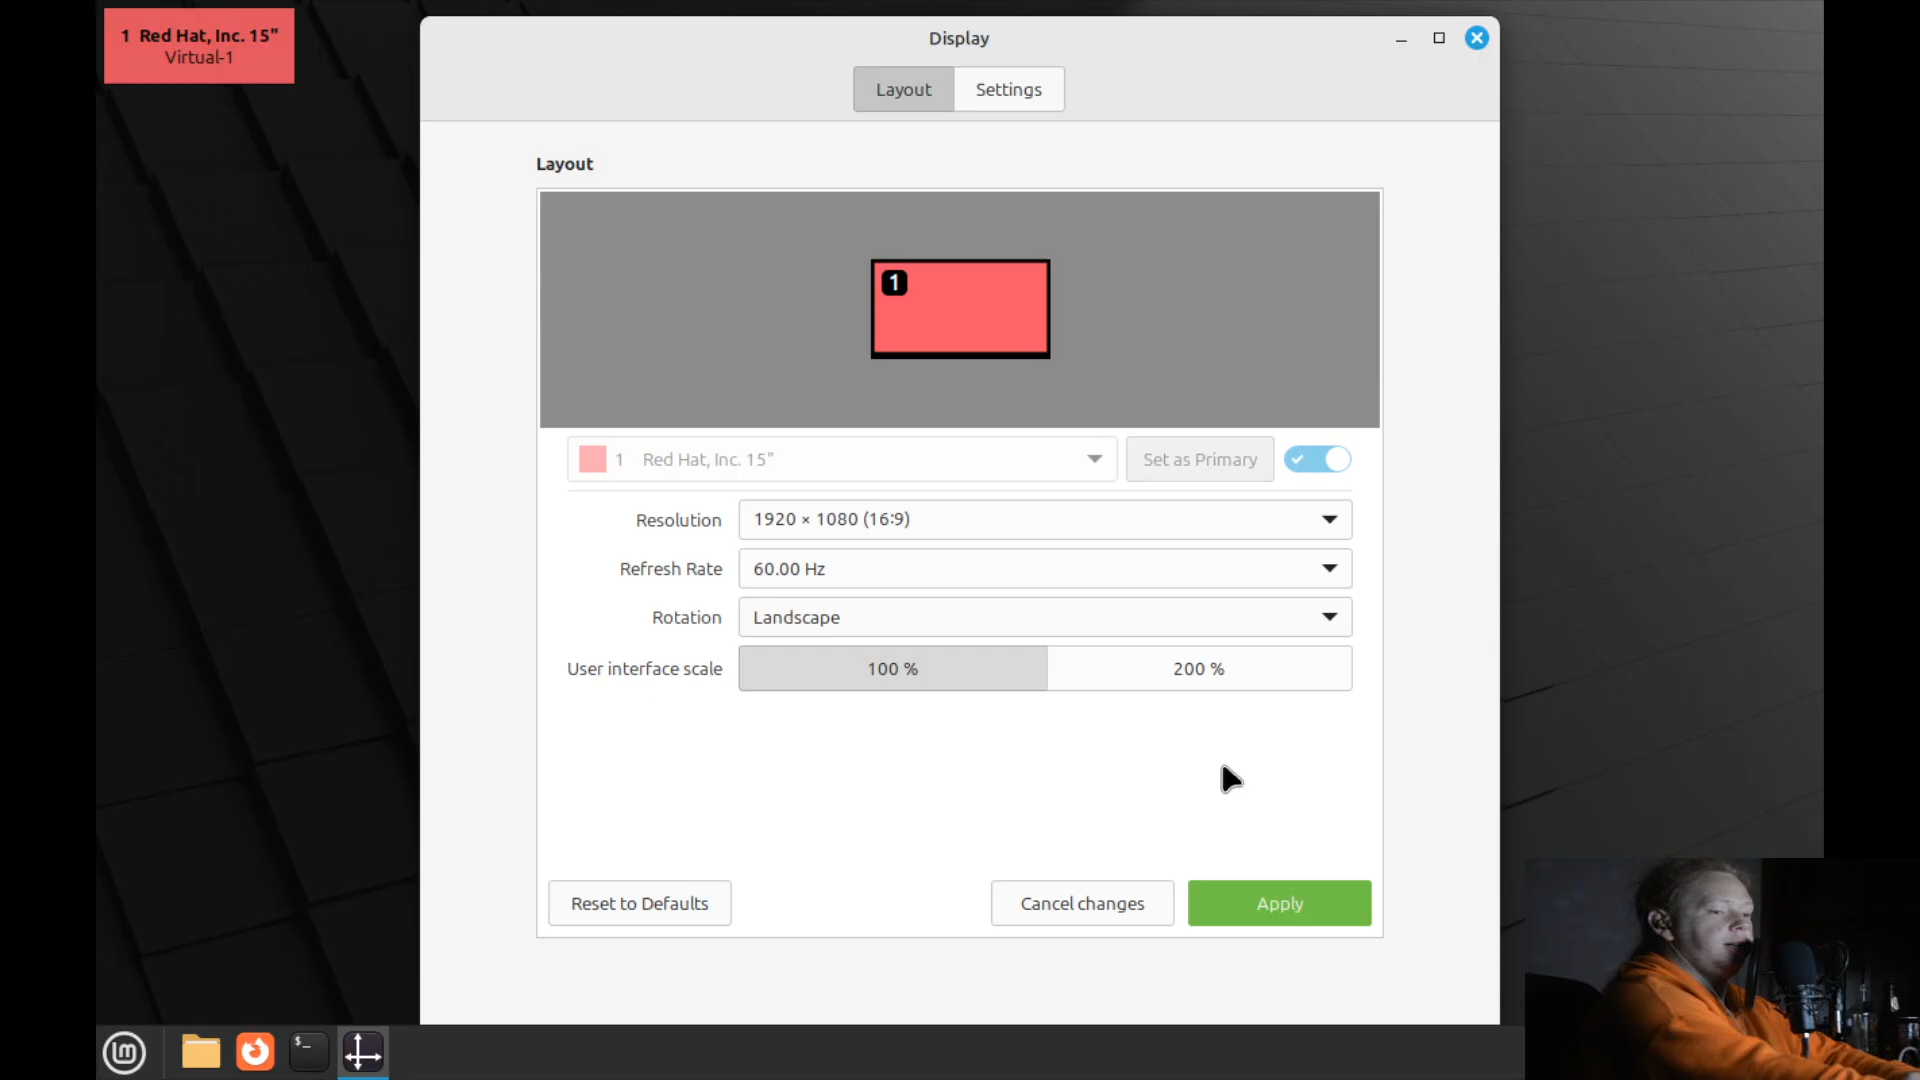 1 Red Hat, Inc. 15"
Virtual-1
Display
Layout
Settings
Layout
1
1 Red Hat, Inc. 15"
Set as Primary
Resolution
1920 × 1080 (16:9)
Refresh Rate
60.00 Hz
Rotation
Landscape
User interface scale
100 %
200 %
Reset to Defaults
Cancel changes
Apply
$_